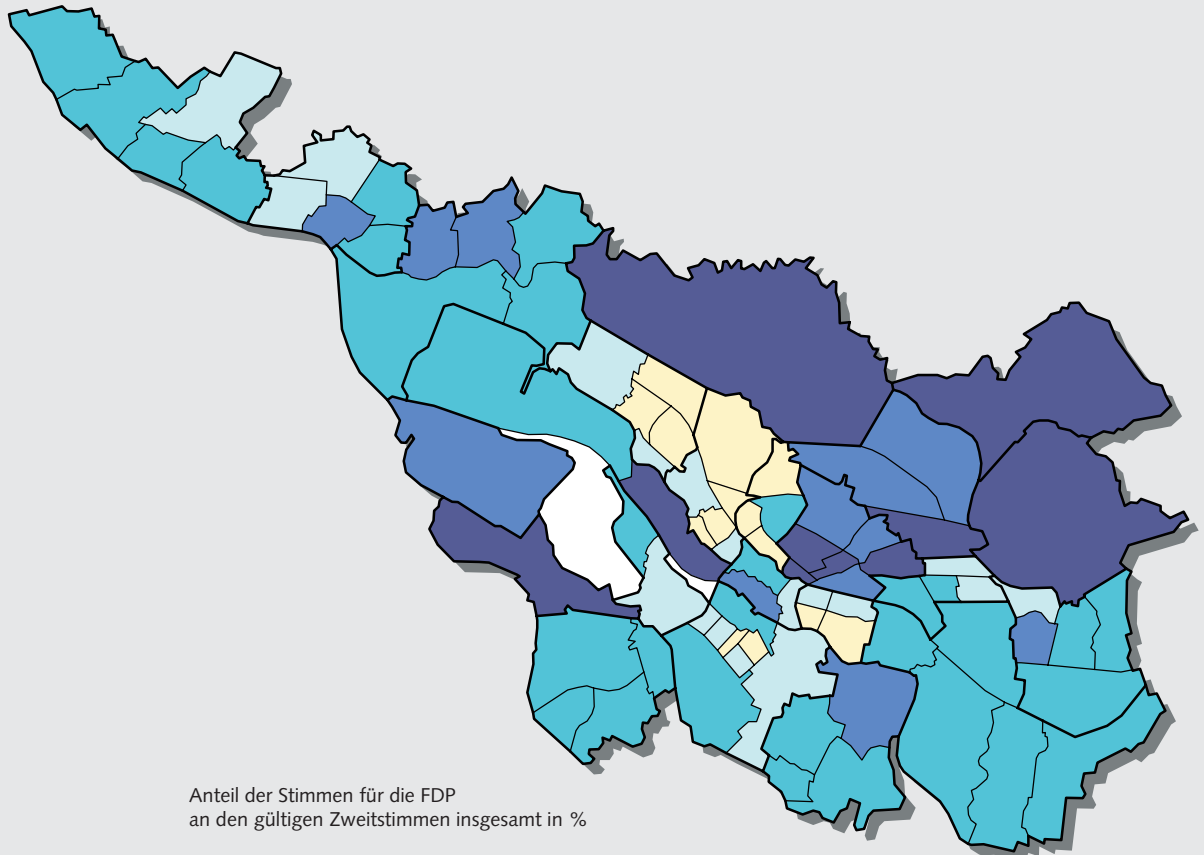 Anteil der Stimmen für die FDP
an den gültigen Zweitstimmen insgesamt in %